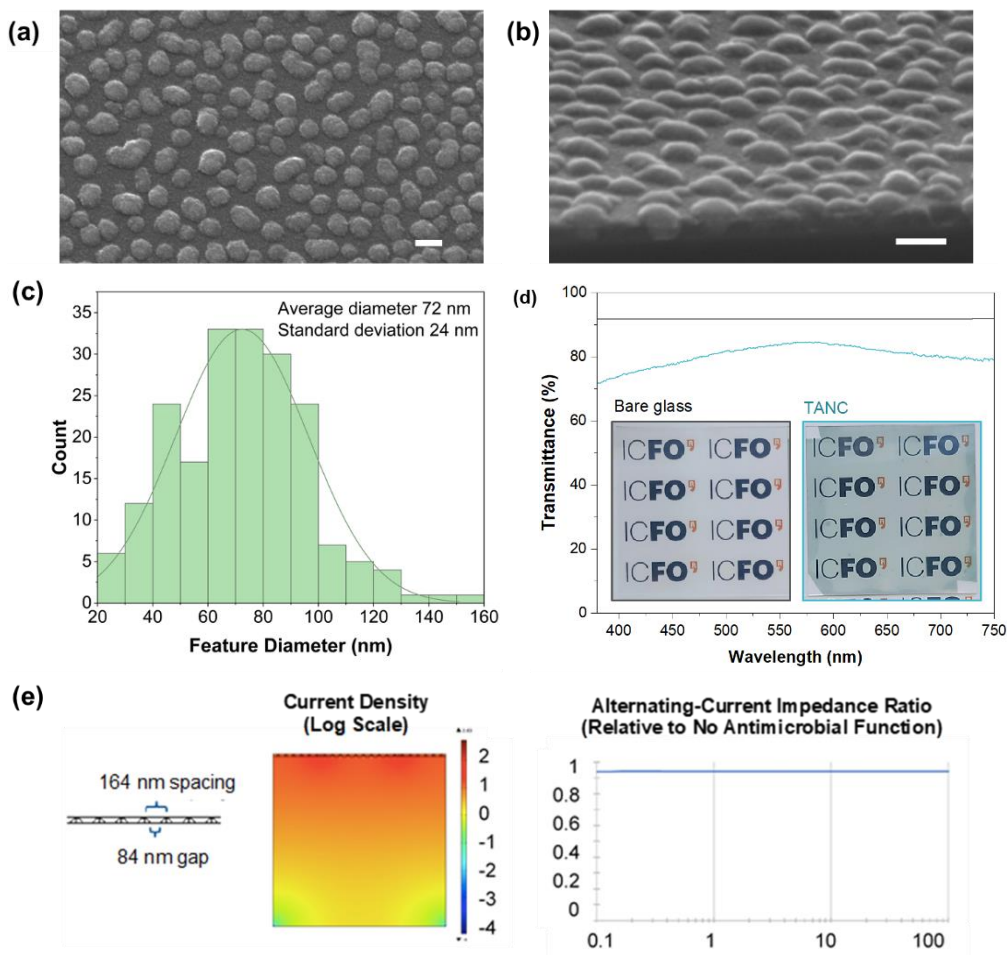 (a)
(b)
(c)
Average diameter 72 nm
Standard deviation 24 nm
35
30
25
20
15
10
5
0
Count
20 40 60 80 100 120 140 160
Feature Diameter (nm)
(d)
100
80
60
40
20
0
Transmittance (%)
Bare glass
TANC
ICFO ICFO
ICFO ICFO
ICFO ICFO
ICFO ICFO
ICFO ICFO
ICFO ICFO
ICFO ICFO
ICFO ICFO
400 450 500 550 600 650 700 750
Wavelength (nm)
(e)
164 nm spacing
84 nm gap
Current Density
(Log Scale)
2
1
0
-1
-2
-3
-4
Alternating-Current Impedance Ratio
(Relative to No Antimicrobial Function)
1
0.8
0.6
0.4
0.2
0
0.1 1 10 100